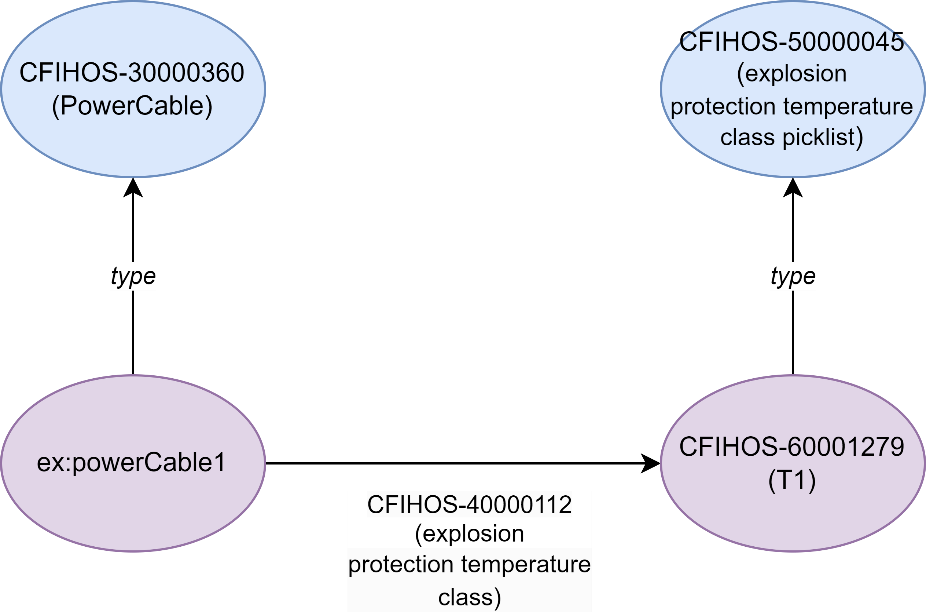 CFIHOS-30000360
(PowerCable)
CFIHOS-50000045
(explosion
protection temperature
class picklist)
type
type
ex:powerCable1
CFIHOS-60001279
(T1)
CFIHOS-40000112
(explosion
protection temperature
class)